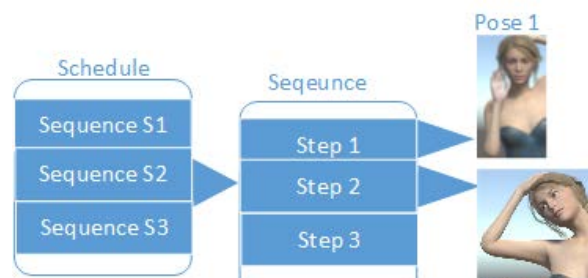 Pose 1
Schedule
Seqeunce
Sequence S1
Step 1
Sequence S2
Step 2
Sequence S3
Step 3